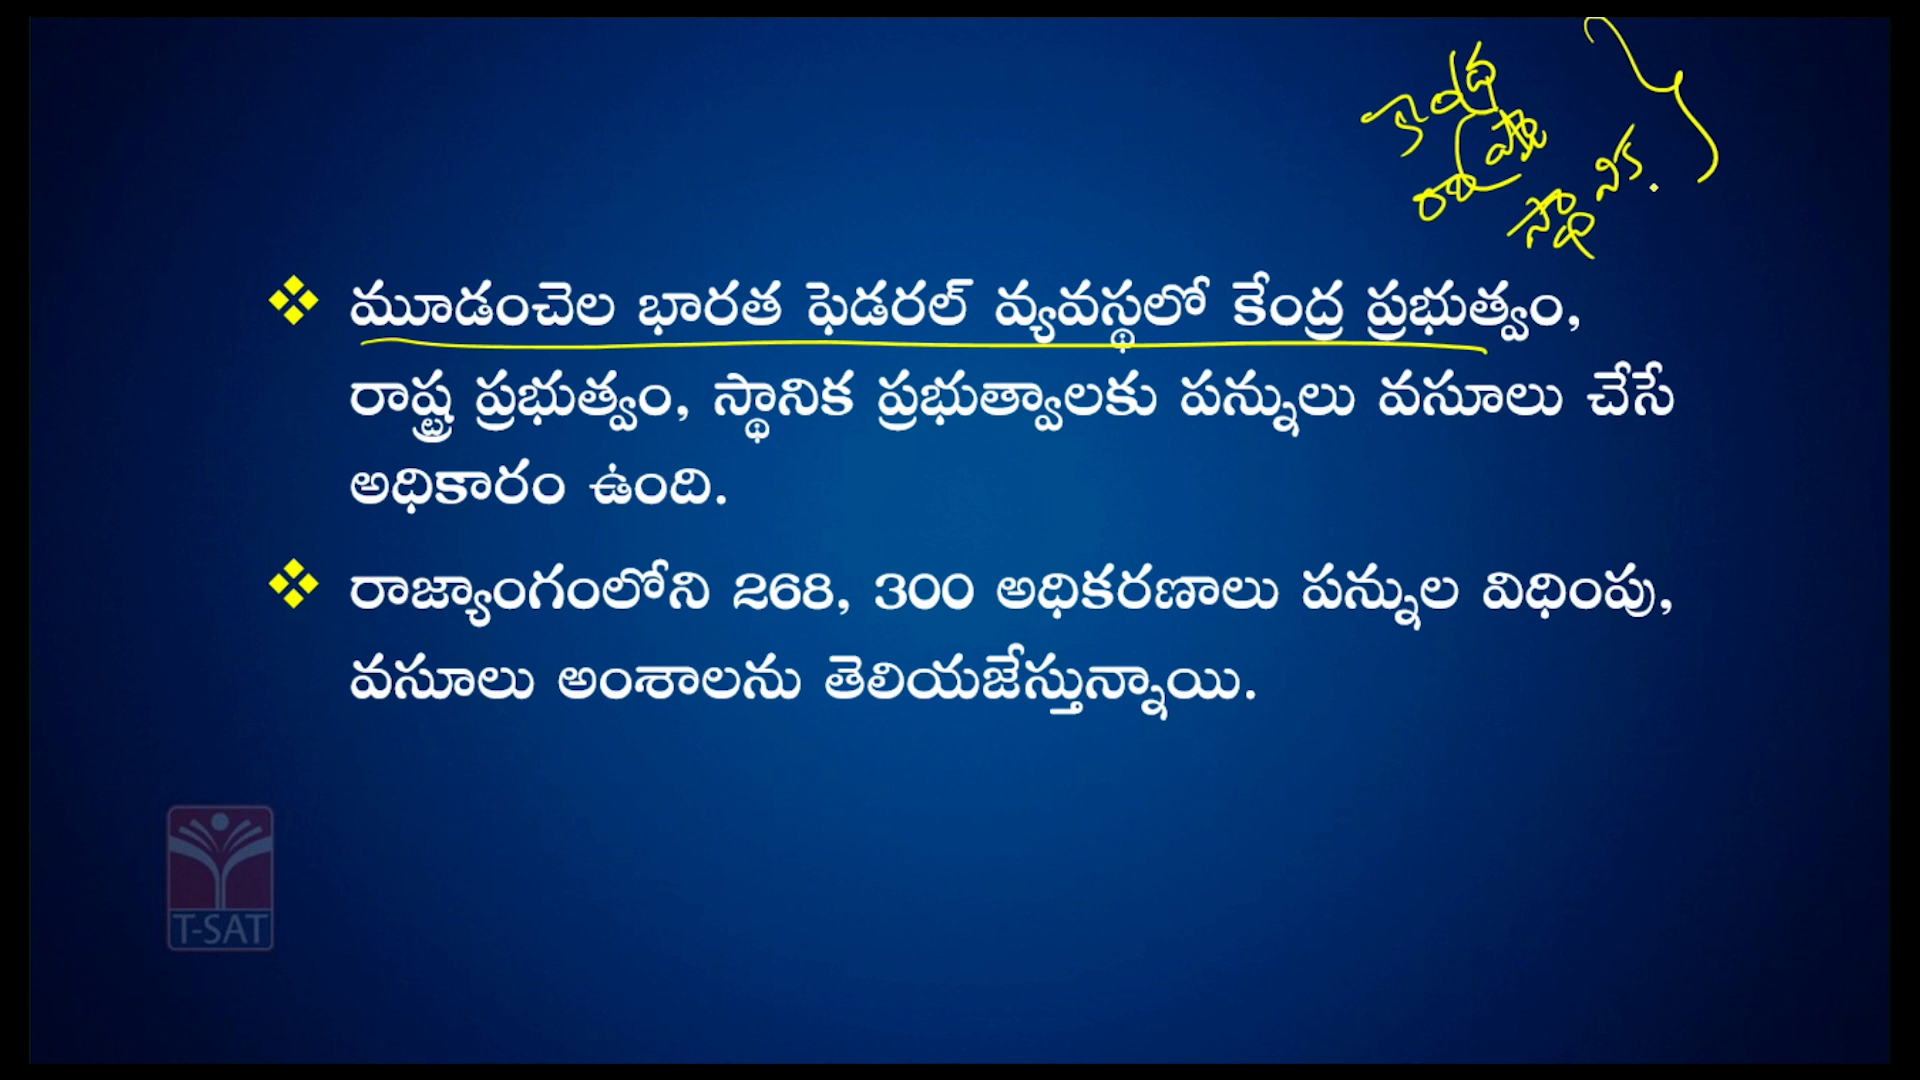 కేంద్ర
రా
స్థానిక.
❖ మూడంచెల భారత ఫెడరల్ వ్యవస్థలో కేంద్ర ప్రభుత్వం,
రాష్ట్ర ప్రభుత్వం, స్థానిక ప్రభుత్వాలకు పన్నులు వసూలు చేసే
అధికారం ఉంది.
❖ రాజ్యాంగంలోని 268, 300 అధికరణాలు పన్నుల విధింపు,
వసూలు అంశాలను తెలియజేస్తున్నాయి.
T-SAT